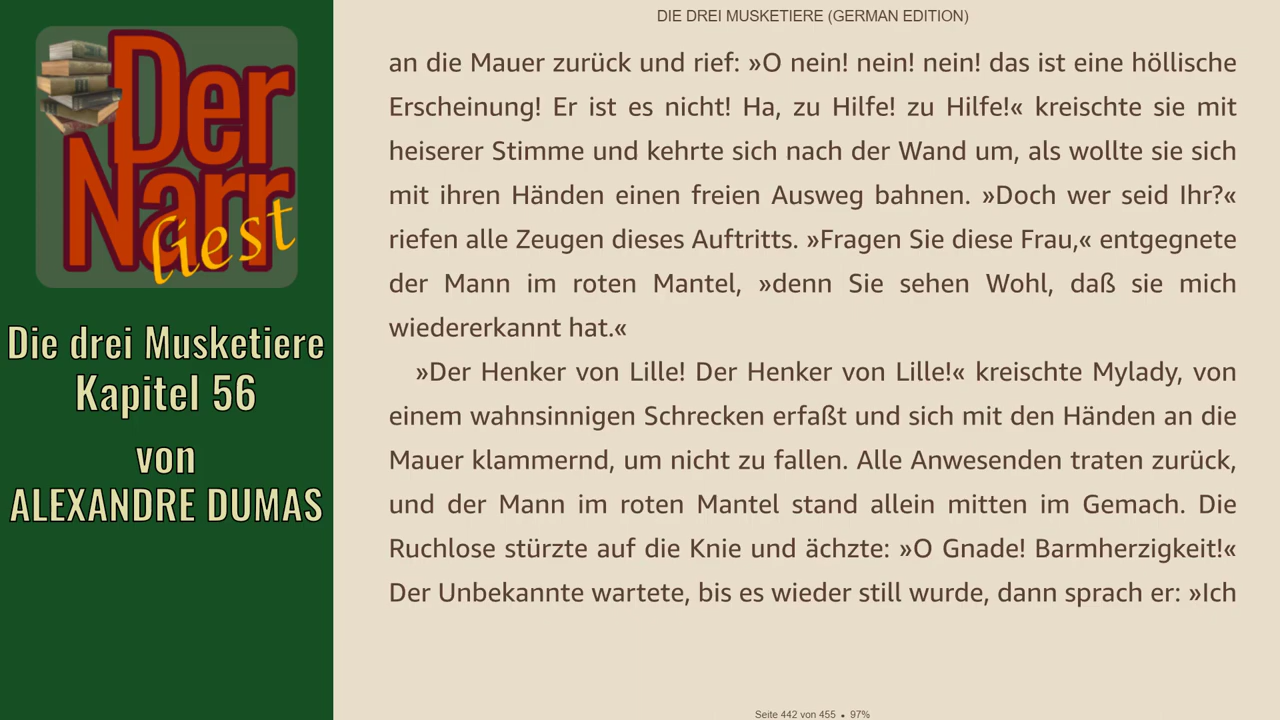 Der
Narr
liest
Die drei Musketiere
Kapitel 56
von
ALEXANDRE DUMAS
DIE DREI MUSKETIERE (GERMAN EDITION)
an die Mauer zurück und rief: »O nein! nein! nein! das ist eine höllische
Erscheinung! Er ist es nicht! Ha, zu Hilfe! zu Hilfe!« kreischte sie mit
heiserer Stimme und kehrte sich nach der Wand um, als wollte sie sich
mit ihren Händen einen freien Ausweg bahnen. »Doch wer seid Ihr?«
riefen alle Zeugen dieses Auftritts. »Fragen Sie diese Frau,« entgegnete
der Mann im roten Mantel, »denn Sie sehen Wohl, daß sie mich
wiedererkannt hat.«
»Der Henker von Lille! Der Henker von Lille!« kreischte Mylady, von
einem wahnsinnigen Schrecken erfaßt und sich mit den Händen an die
Mauer klammernd, um nicht zu fallen. Alle Anwesenden traten zurück,
und der Mann im roten Mantel stand allein mitten im Gemach. Die
Ruchlose stürzte auf die Knie und ächzte: »O Gnade! Barmherzigkeit!«
Der Unbekannte wartete, bis es wieder still wurde, dann sprach er: »Ich
Seite 442 von 455 • 97%